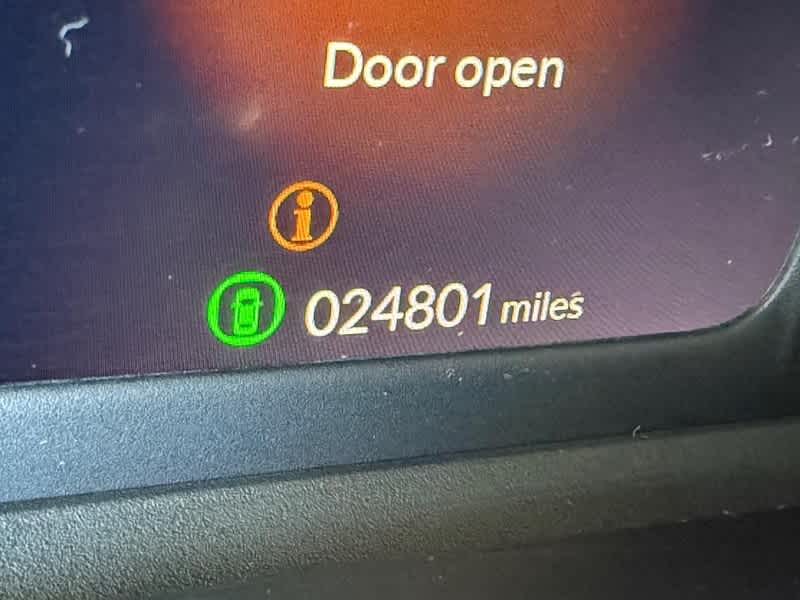 Door open
i
024801 miles